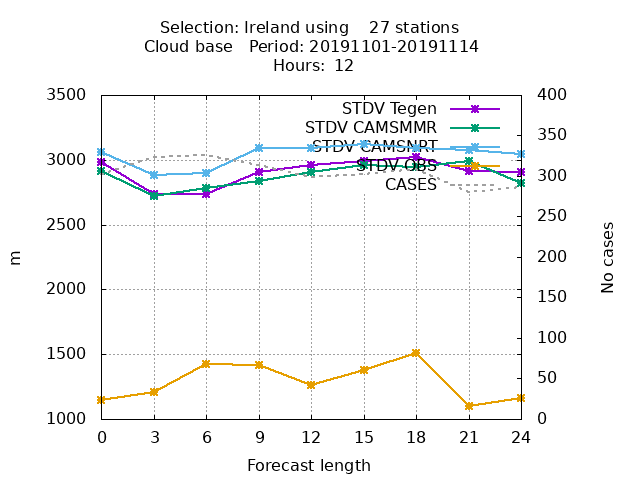 Selection: Ireland using    27 stations
Cloud base   Period: 20191101-20191114
Hours: 12
3500
3000
2500
2000
1500
1000
m
400
350
300
250
200
150
100
50
0
No cases
STDV Tegen
STDV CAMSMMR
STDV CAMSNRT
STDV OBS
CASES
0 3 6 9 12 15 18 21 24
Forecast length